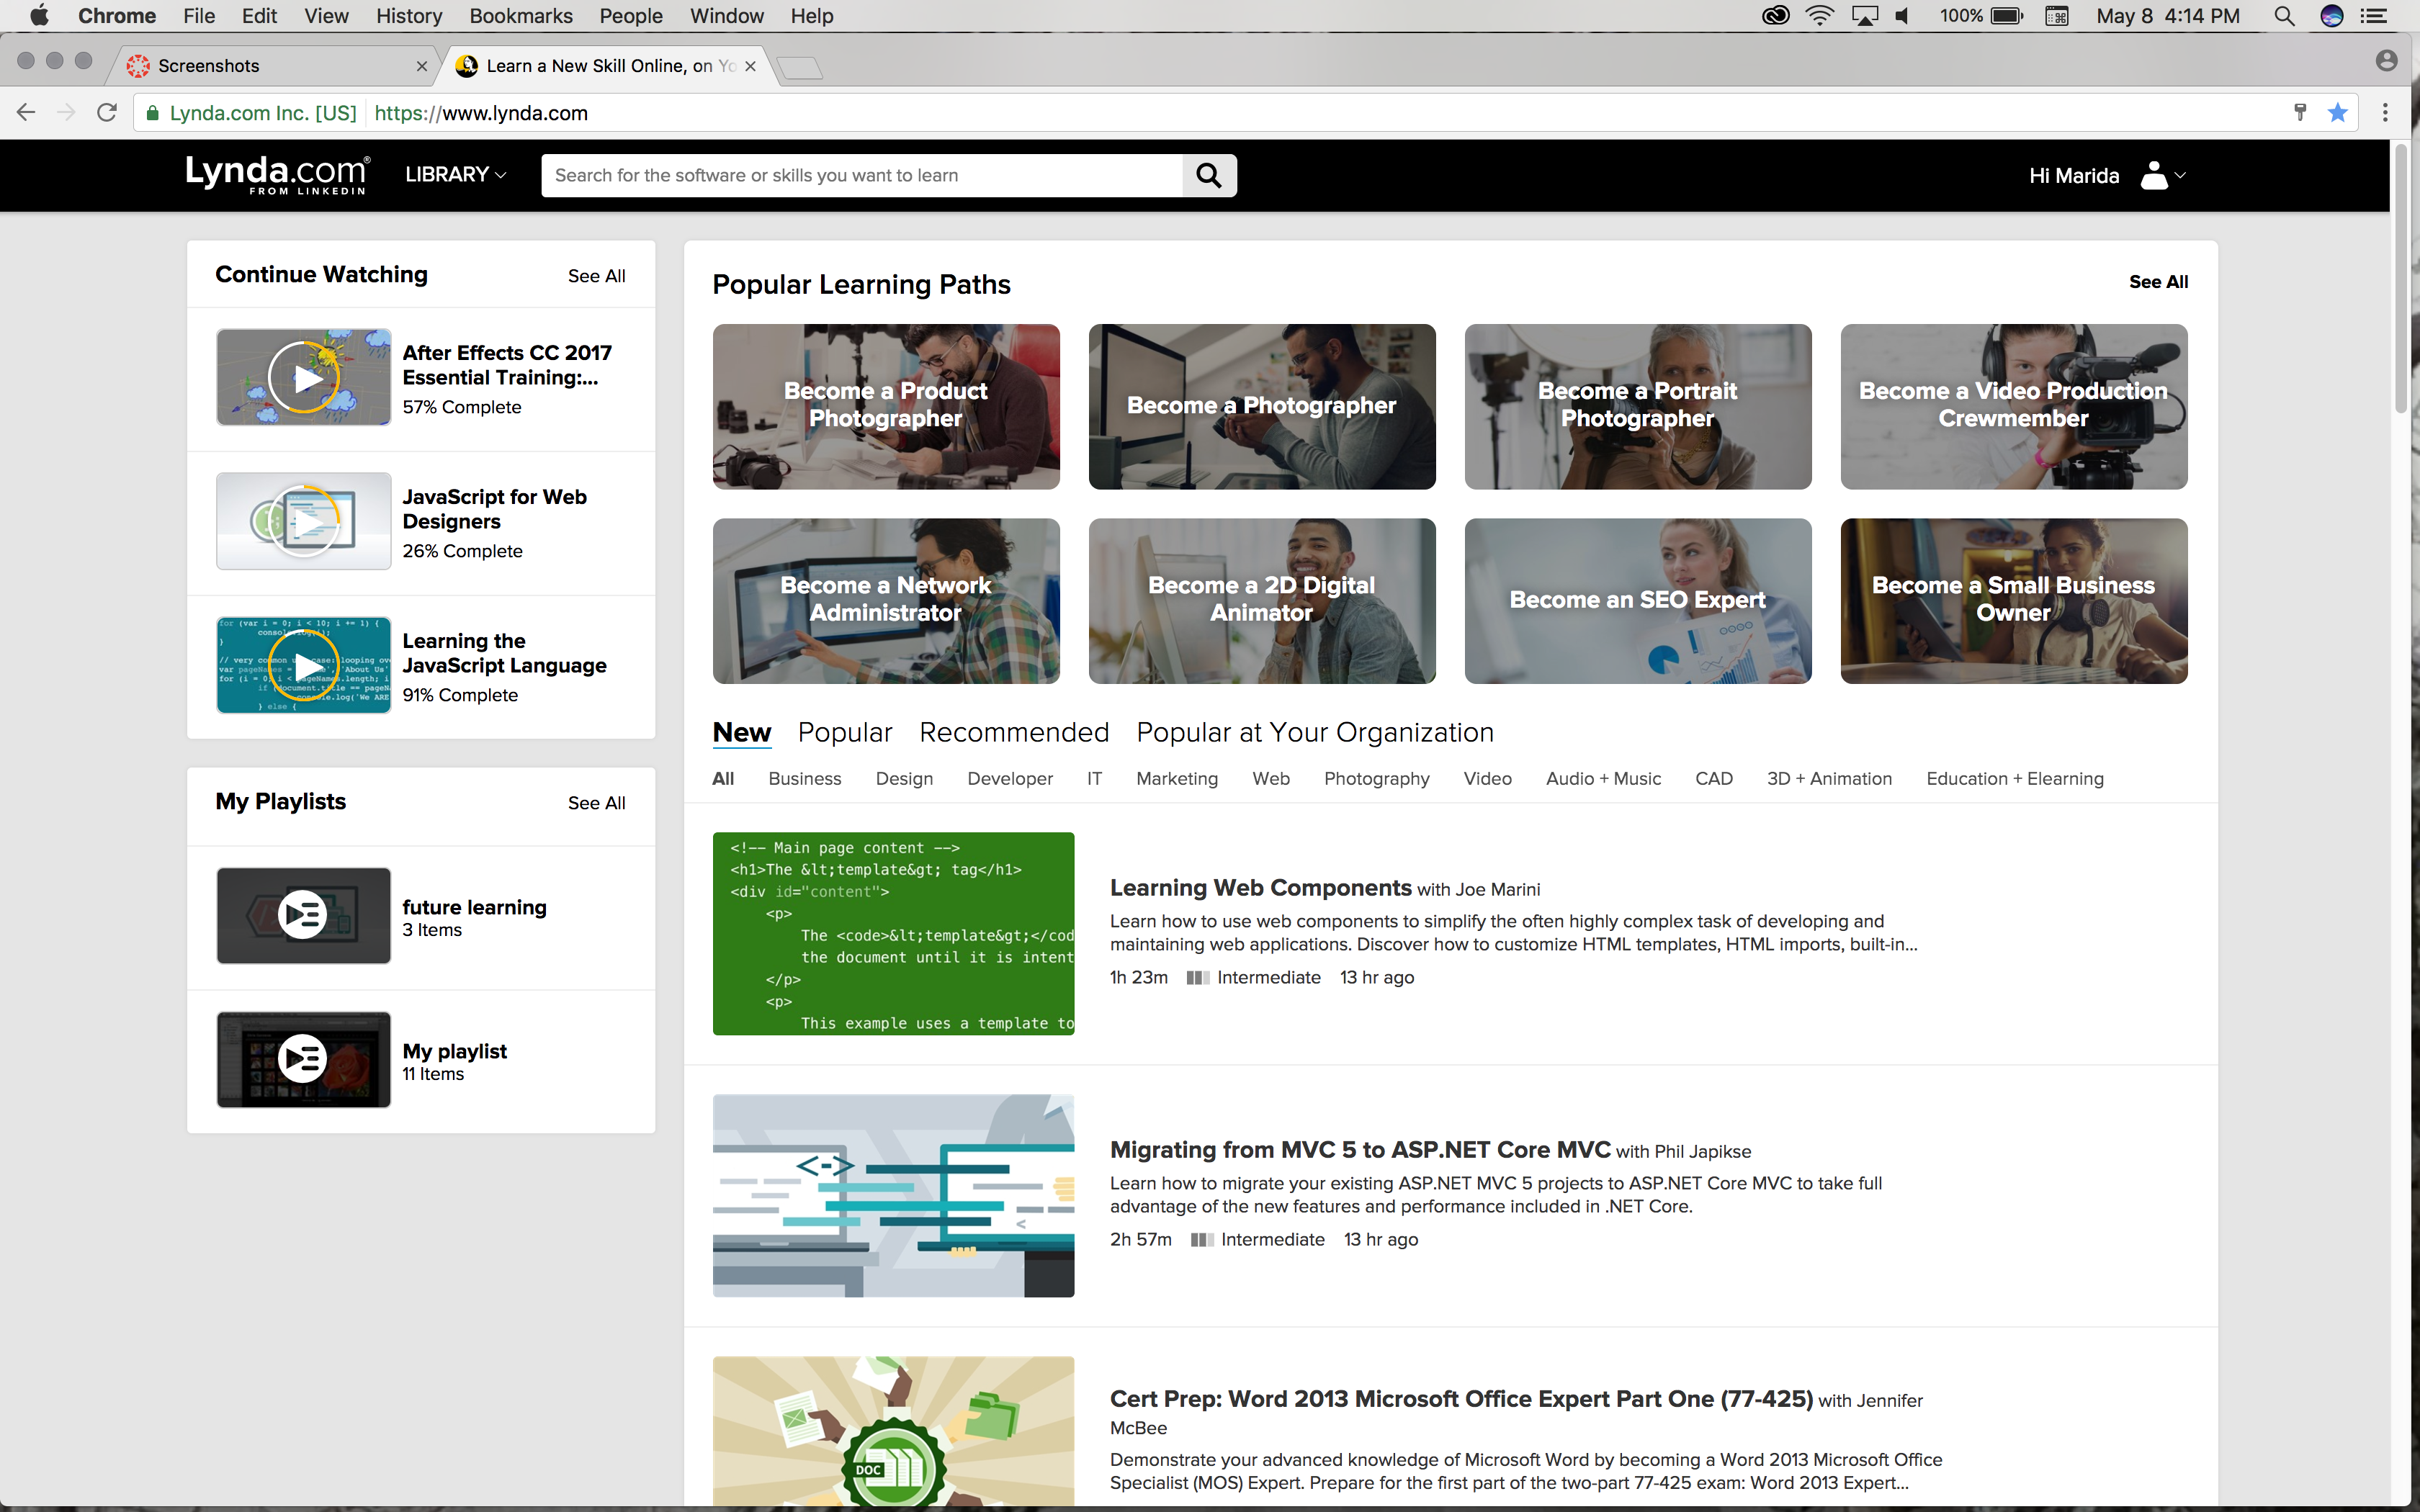 Chrome File Edit View History Bookmarks People Window Help 100% May 8 4:14 PM
Screenshots
Learn a New Skill Online, on Yo
Lynda.com Inc. [US] https://www.lynda.com
Lynda.com®
FROM LINKEDIN
LIBRARY
Search for the software or skills you want to learn
Hi Marida
Continue Watching See All
After Effects CC 2017
Essential Training:...
57% Complete
JavaScript for Web
Designers
26% Complete
for (var i = 0; i < 10; i += 1) {
}
// very common
} else {
Learning the
JavaScript Language
91% Complete
My Playlists See All
future learning
3 Items
My playlist
11 Items
Popular Learning Paths See All
Become a Product
Photographer
Become a Photographer
Become a Portrait
Photographer
Become a Video Production
Crewmember
Become a Network
Administrator
Become a 2D Digital
Animator
Become an SEO Expert
Become a Small Business
Owner
New Popular Recommended Popular at Your Organization
All Business Design Developer IT Marketing Web Photography Video Audio + Music CAD 3D + Animation Education + Elearning
<!-- Main page content -->
<h1>The &lt;template&gt; tag</h1>
<div id="content">
<p>
The <code>&lt;template&gt;</cod
the document until it is intent
</p>
<p>
This example uses a template to
Learning Web Components with Joe Marini
Learn how to use web components to simplify the often highly complex task of developing and
maintaining web applications. Discover how to customize HTML templates, HTML imports, built-in...
1h 23m Intermediate 13 hr ago
Migrating from MVC 5 to ASP.NET Core MVC with Phil Japikse
Learn how to migrate your existing ASP.NET MVC 5 projects to ASP.NET Core MVC to take full
advantage of the new features and performance included in .NET Core.
2h 57m Intermediate 13 hr ago
DOC
Cert Prep: Word 2013 Microsoft Office Expert Part One (77-425) with Jennifer
McBee
Demonstrate your advanced knowledge of Microsoft Word by becoming a Word 2013 Microsoft Office
Specialist (MOS) Expert. Prepare for the first part of the two-part 77-425 exam: Word 2013 Expert...